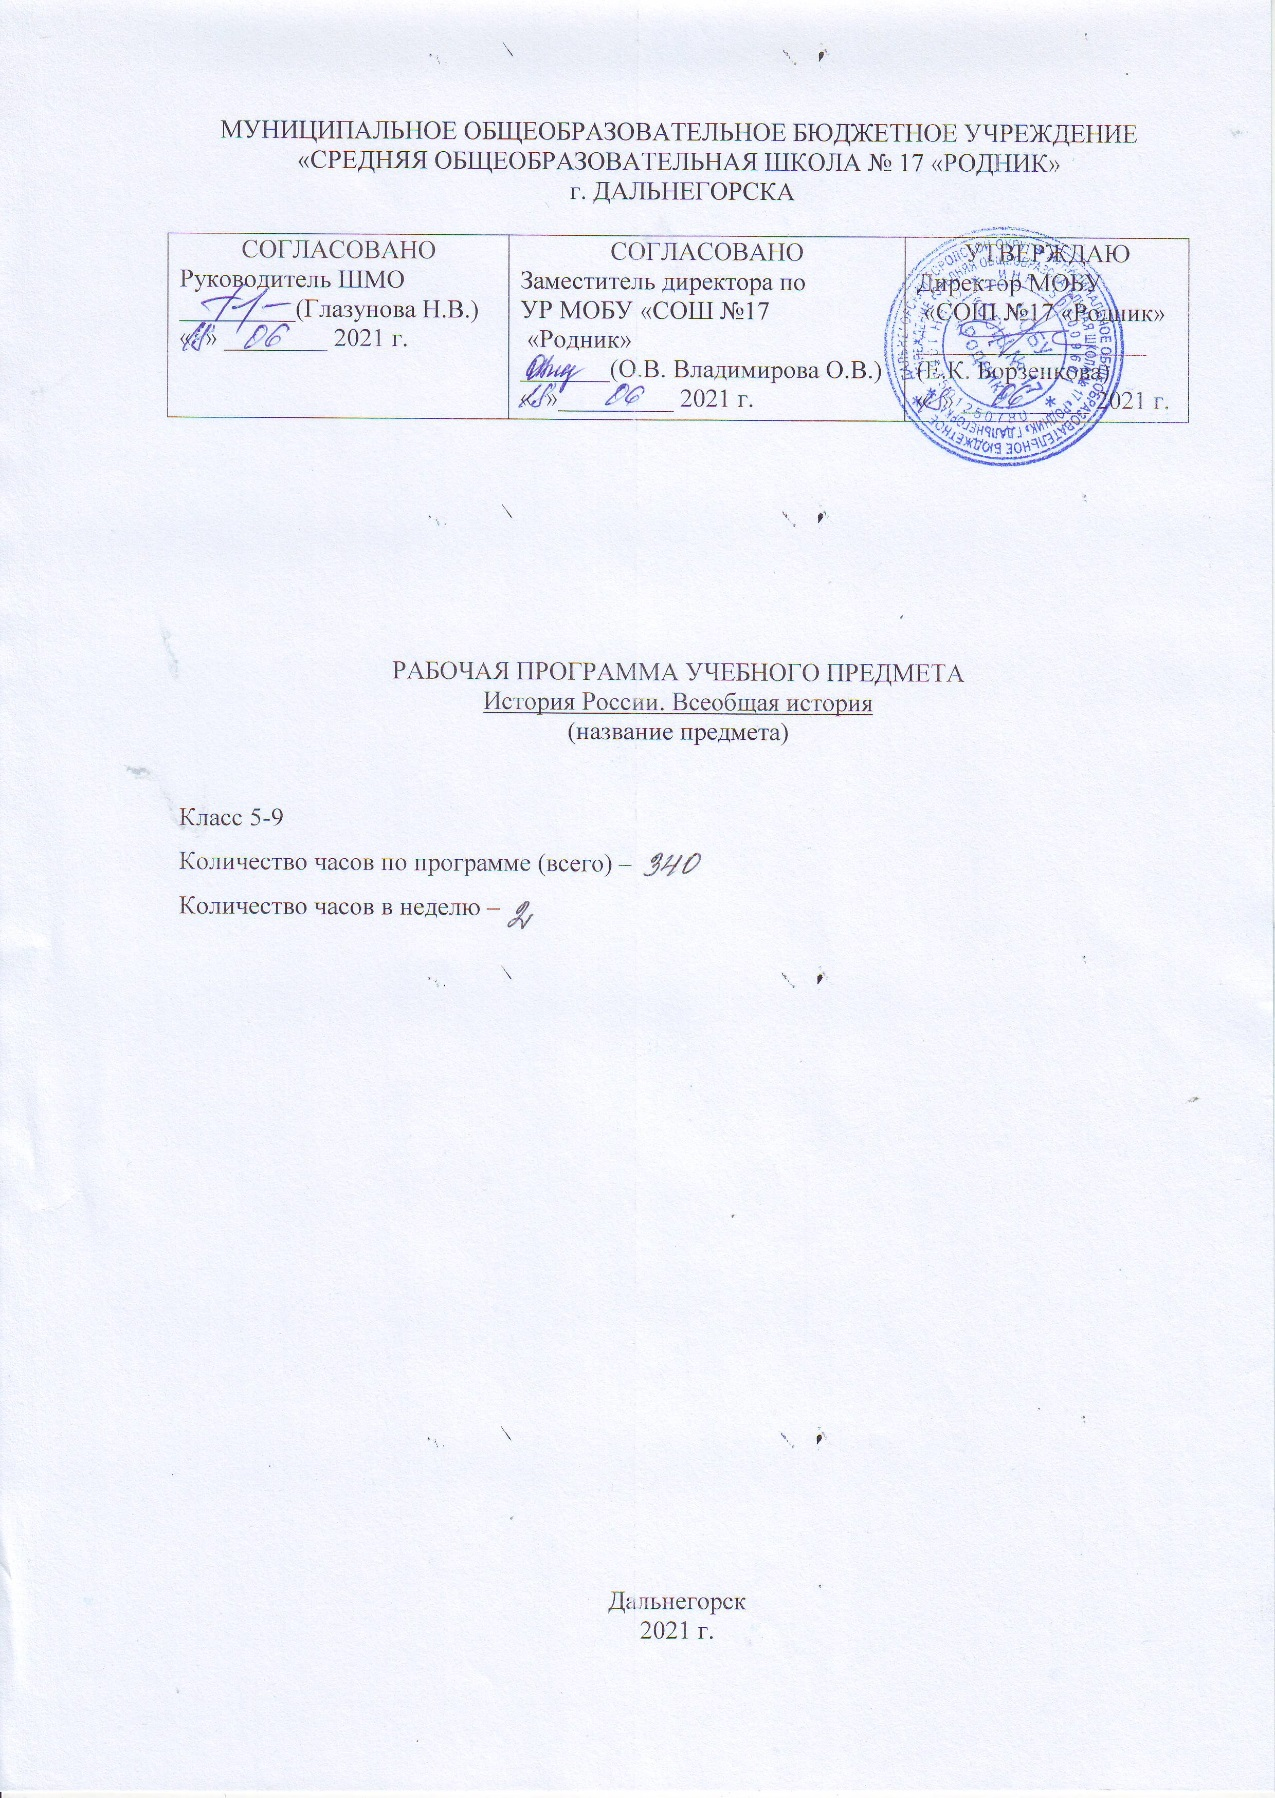 МУНИЦИПАЛЬНОЕ ОБЩЕОБРАЗОВАТЕЛЬНОЕ БЮДЖЕТНОЕ УЧРЕЖДЕНИЕ
«СРЕДНЯЯ ОБЩЕОБРАЗОВАТЕЛЬНАЯ ШКОЛА № 17 «РОДНИК»
г. ДАЛЬНЕГОРСКА
СОГЛАСОВАНО
Руководитель ШМО
__________(Глазунова Н.В.)
«» 06 2021 г.
СОГЛАСОВАНО
Заместитель директора по
УР МОБУ «СОШ №17
«Родник»
_______(О.В. Владимирова О.В.)
«» 06 2021 г.
УТВЕРЖДАЮ
Директор МОБУ
«СОШ №17 «Родник»
(Е.К. Борзенкова)
«» 06 2021 г.
РАБОЧАЯ ПРОГРАММА УЧЕБНОГО ПРЕДМЕТА
История России. Всеобщая история
(название предмета)
Класс 5-9
Количество часов по программе (всего) – 340
Количество часов в неделю – 2
Дальнегорск
2021 г.